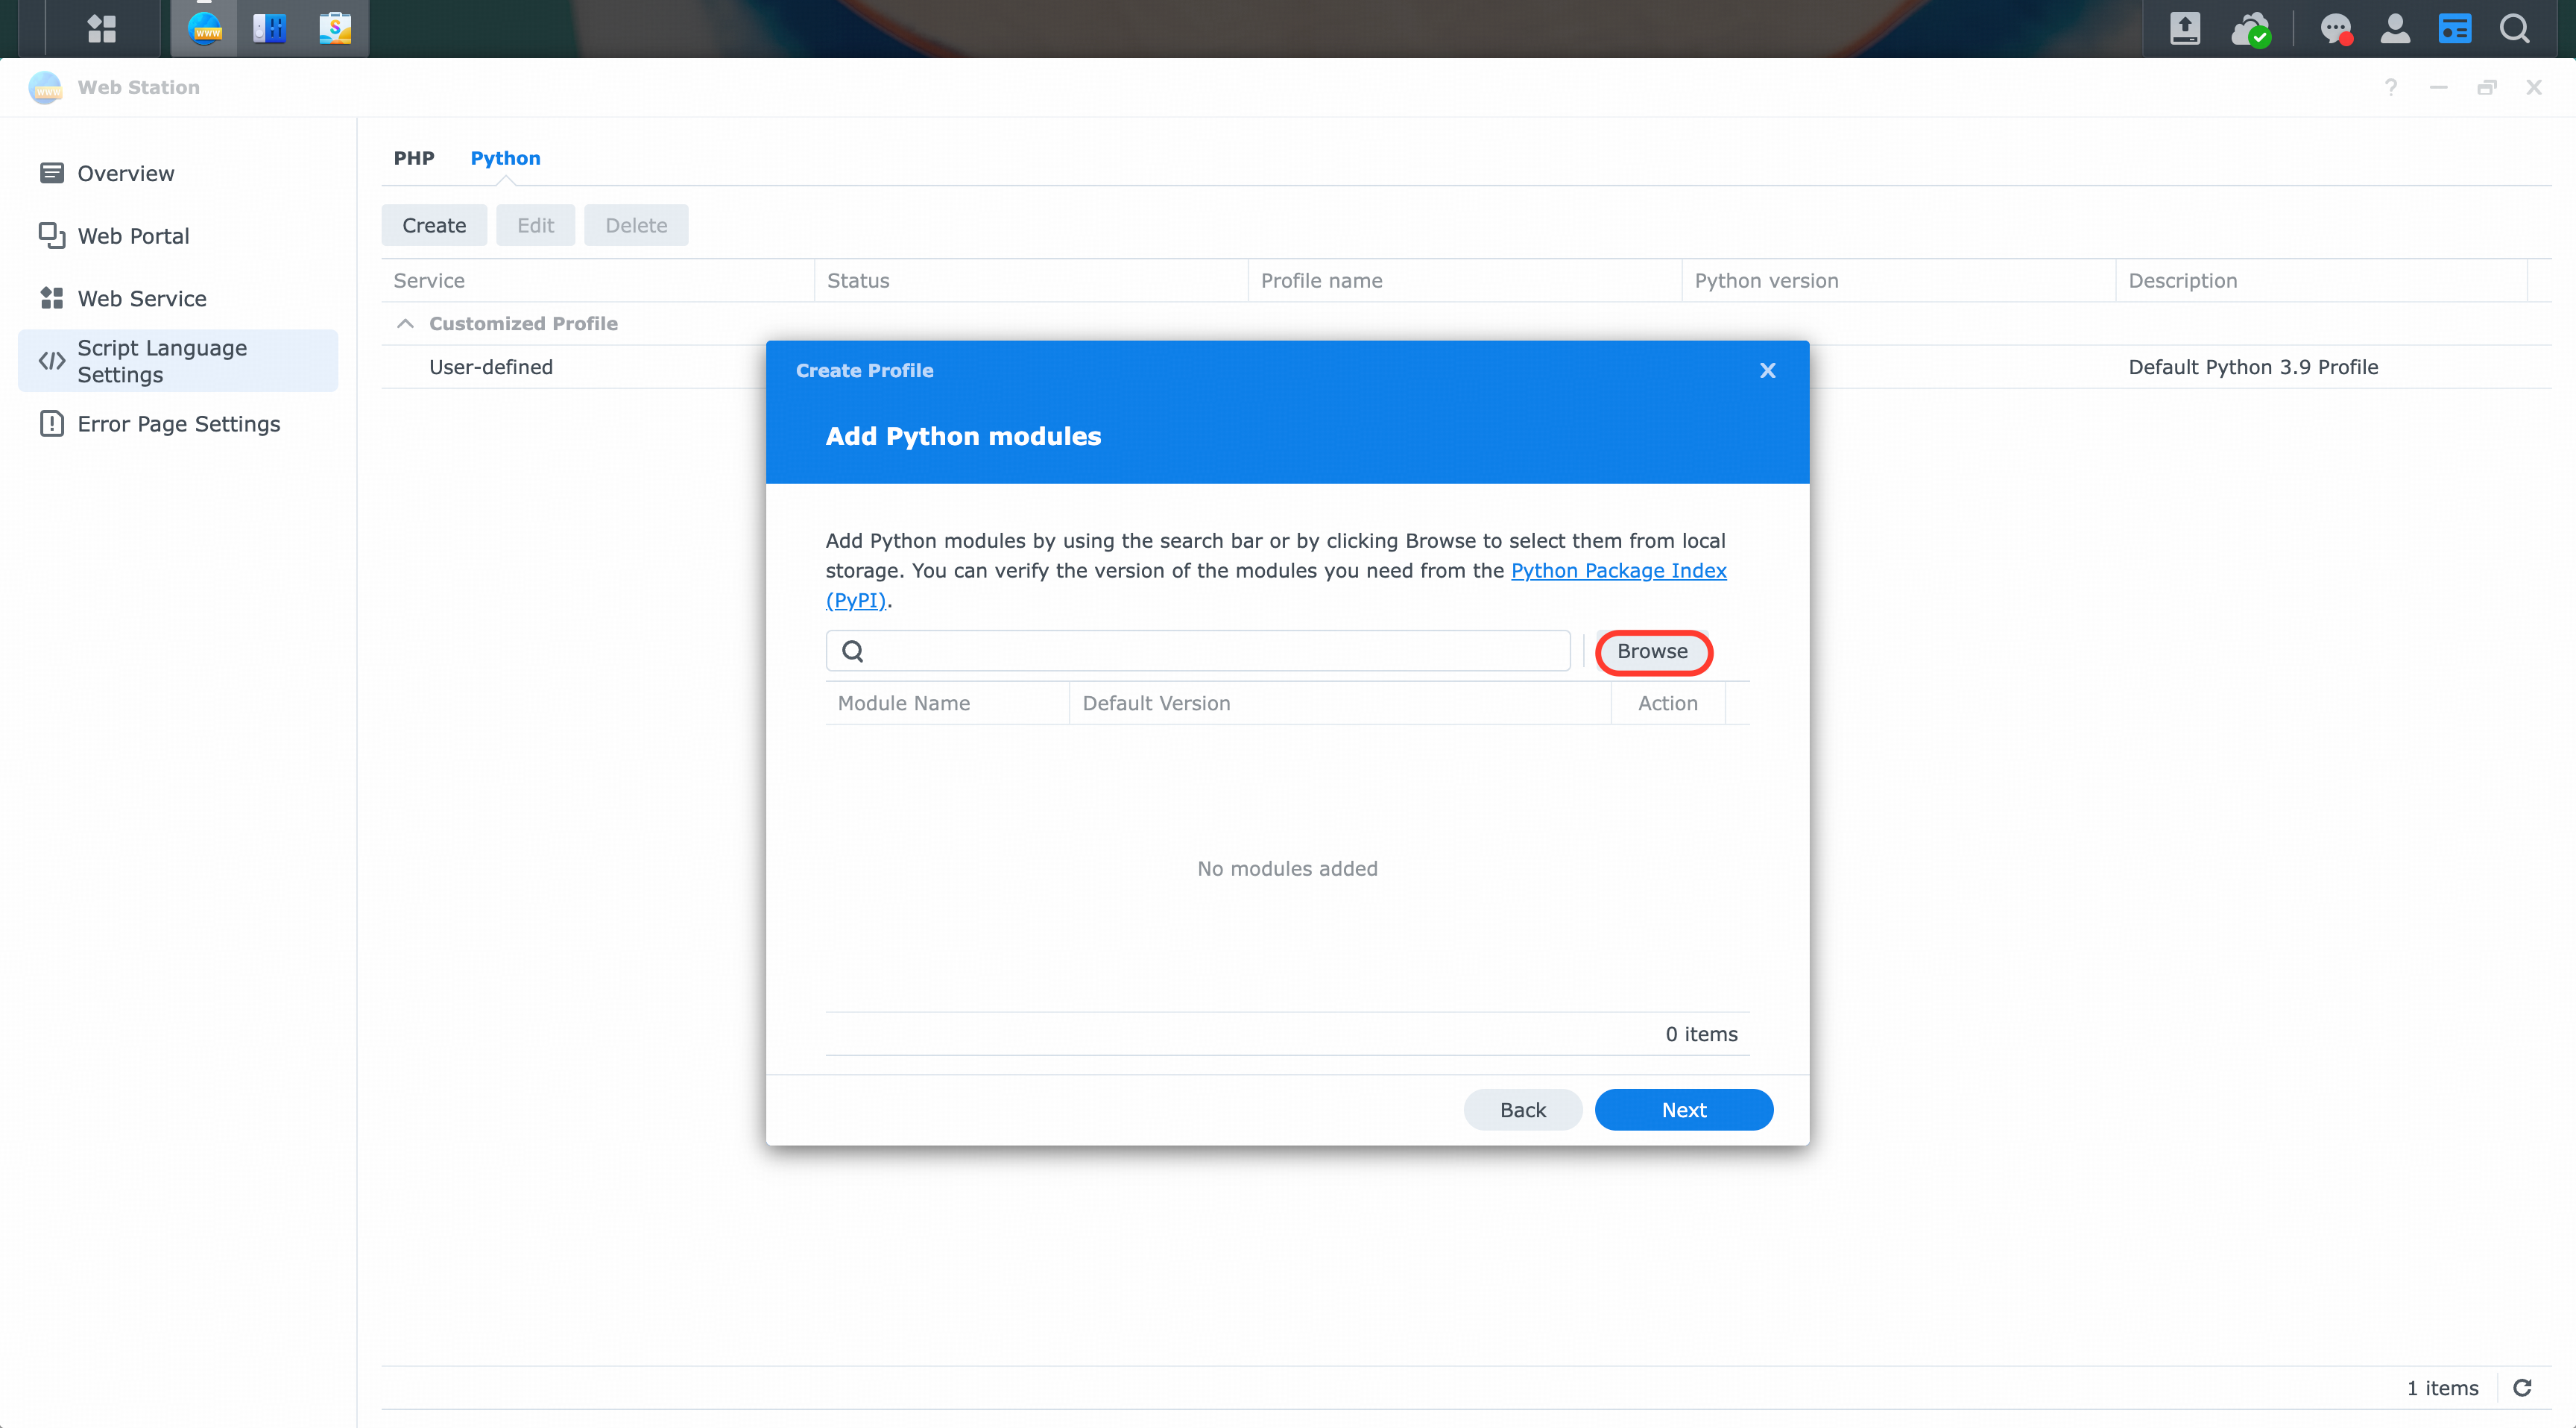 www
S
Web Station
?
Overview
Web Portal
Web Service
Script Language
Settings
Error Page Settings
PHP
Python
Create
Edit
Delete
Service
Status
Profile name
Python version
Description
Customized Profile
User-defined
Default Python 3.9 Profile
Create Profile
Add Python modules
Add Python modules by using the search bar or by clicking Browse to select them from local
storage. You can verify the version of the modules you need from the Python Package Index
(PyPI).
Browse
Module Name
Default Version
Action
No modules added
0 items
Back
Next
1 items